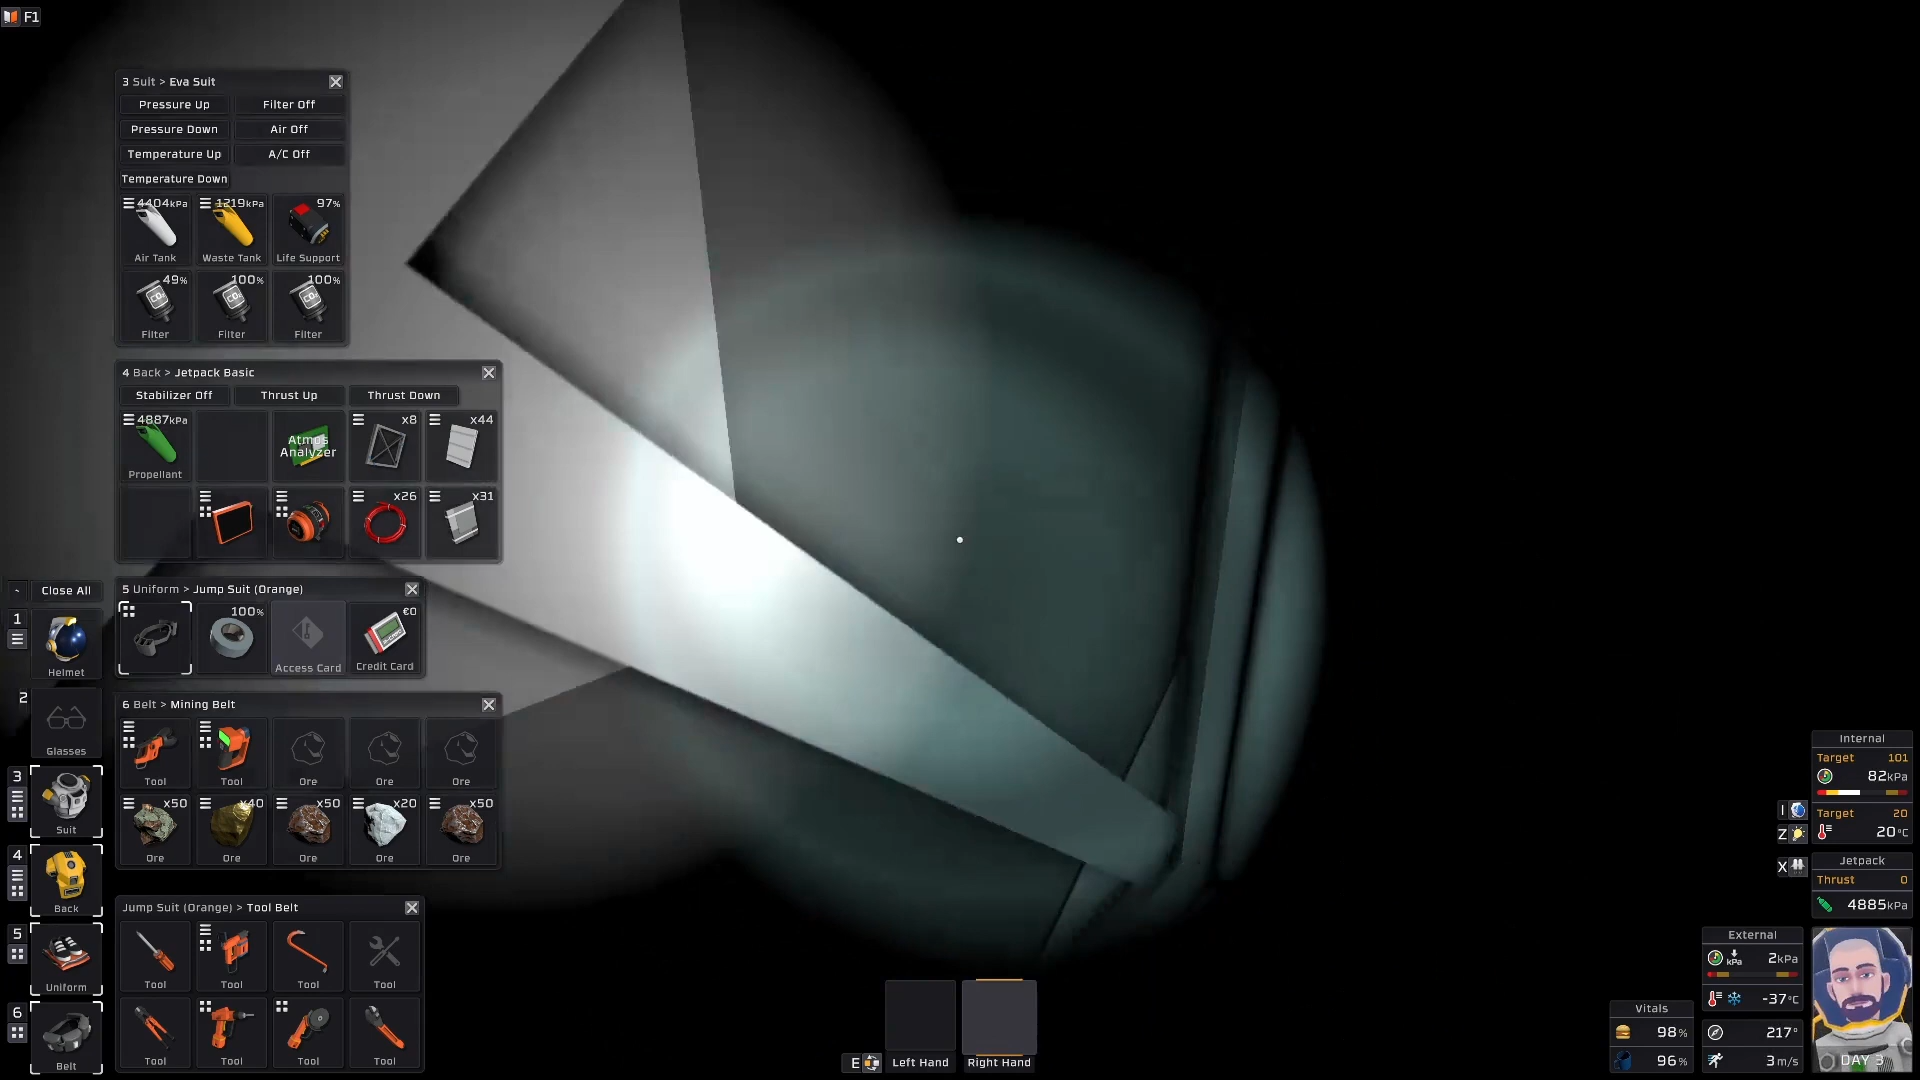 F1
3 Suit > Eva Suit
Pressure Up Filter Off
Pressure Down Air Off
Temperature Up A/C Off
Temperature Down
4404kPa 1219kPa 97%
Air Tank Waste Tank Life Support
49% 100% 100%
CO₂ CO₂ CO₂
Filter Filter Filter
4 Back > Jetpack Basic
Stabilizer Off Thrust Up Thrust Down
4887kPa x8 x44
Atmos
Analyzer
Propellant
x26 x31
~ Close All
5 Uniform > Jump Suit (Orange)
100% €0
Access Card Credit Card
1
Helmet
2
Glasses
6 Belt > Mining Belt
Tool Tool Ore Ore Ore
x50 x40 x50 x20 x50
Ore Ore Ore Ore Ore
3
Suit
4
Back
5
Uniform
6
Belt
Jump Suit (Orange) > Tool Belt
Tool Tool Tool Tool
Tool Tool Tool Tool
E Left Hand Right Hand
Internal
Target 101
82kPa
I
Target 20
Z 20°C
X
Jetpack
Thrust 0
4885kPa
External
kPa 2kPa
-37°C
Vitals
98% 217°
96% 3m/s
DAY 3